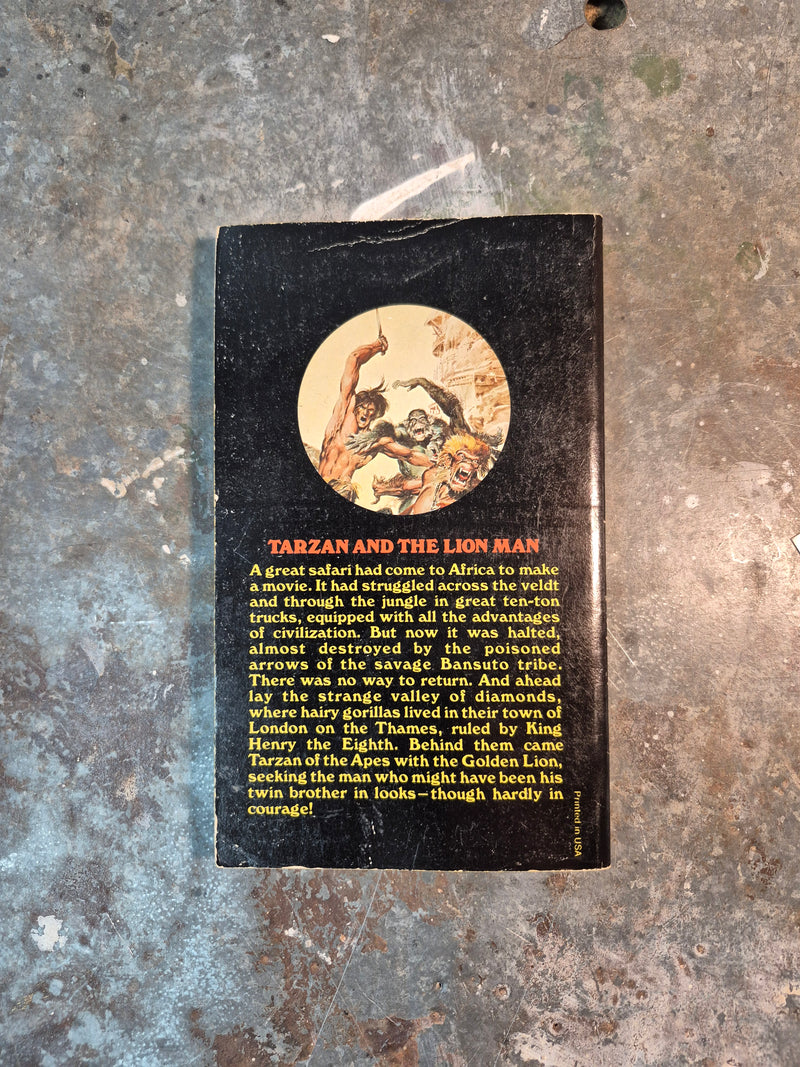 TARZAN AND THE LION MAN
A great safari had come to Africa to make
a movie. It had struggled across the veldt
and through the jungle in great ten-ton
trucks, equipped with all the advantages
of civilization. But now it was halted,
almost destroyed by the poisoned
arrows of the savage Bansuto tribe.
There was no way to return. And ahead
lay the strange valley of diamonds,
where hairy gorillas lived in their town of
London on the Thames, ruled by King
Henry the Eighth. Behind them came
Tarzan of the Apes with the Golden Lion,
seeking the man who might have been his
twin brother in looks—though hardly in
courage!
Printed in USA